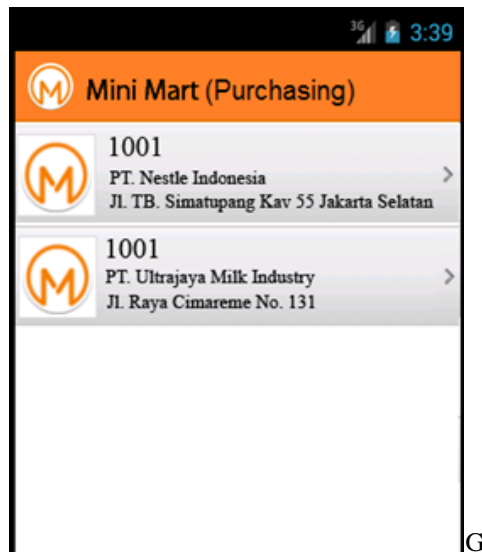 3G 3:39
M Mini Mart (Purchasing)
M
1001
PT. Nestle Indonesia
Jl. TB. Simatupang Kav 55 Jakarta Selatan
M
1001
PT. Ultrajaya Milk Industry
Jl. Raya Cimareme No. 131
G